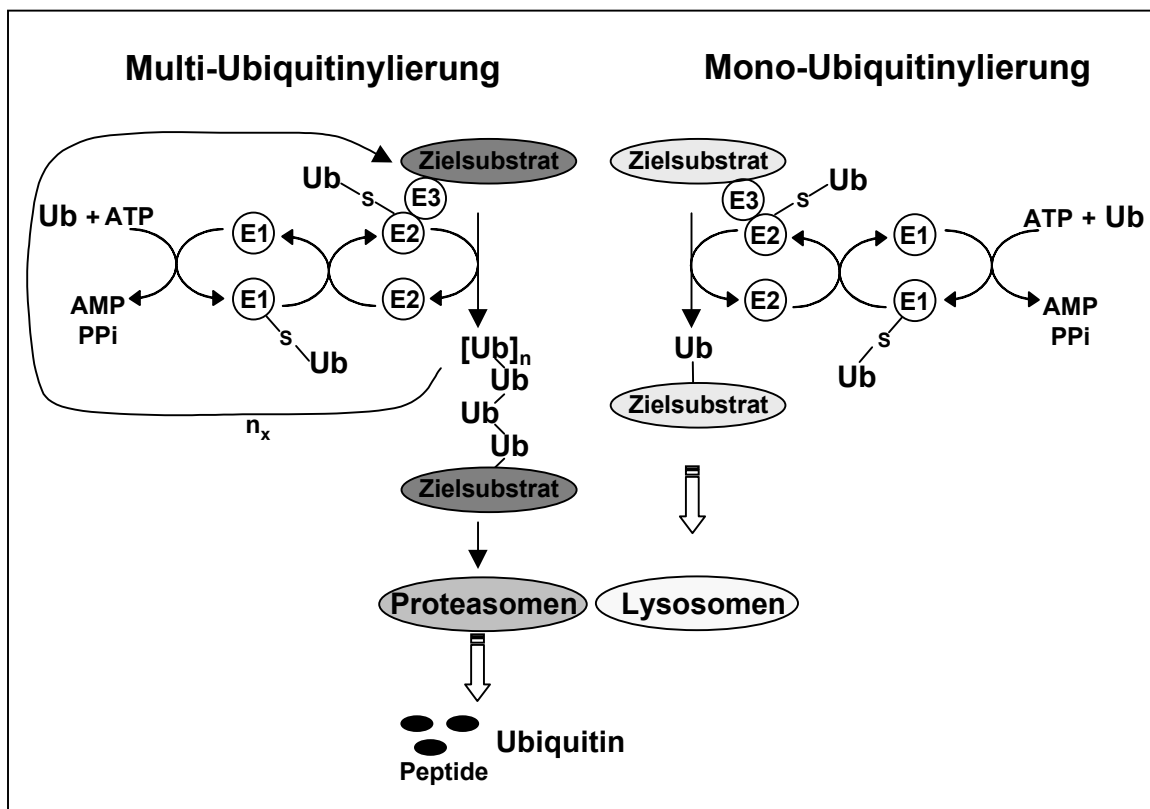 Multi-Ubiquitinylierung
Zielsubstrat
Ub
S
E3
Ub + ATP
E1
E2
AMP
PPi
E1
E2
S
Ub
[Ub]n
Ub
Ub
Ub
nx
Zielsubstrat
Proteasomen
Ubiquitin
Peptide
Mono-Ubiquitinylierung
Zielsubstrat
Ub
S
E3
E2
E1
ATP + Ub
E2
E1
AMP
PPi
S
Ub
Ub
Zielsubstrat
Lysosomen